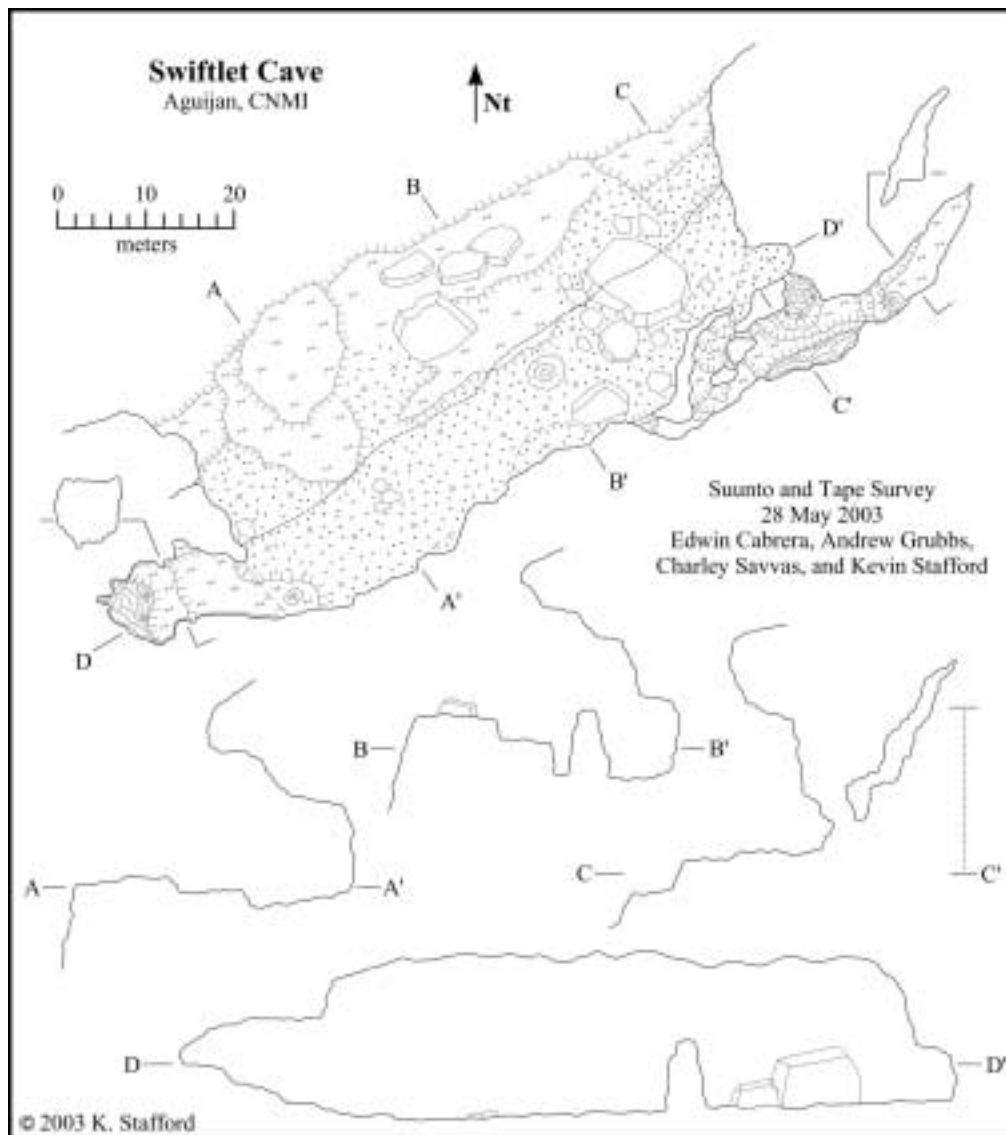 Swiftlet Cave
Aguijan, CNMI
Nt
0 10 20
meters
A
B
C
D'
C'
B'
A'
D
Suunto and Tape Survey
28 May 2003
Edwin Cabrera, Andrew Grubbs,
Charley Savvas, and Kevin Stafford
B B'
A A'
C C'
D D'
© 2003 K. Stafford